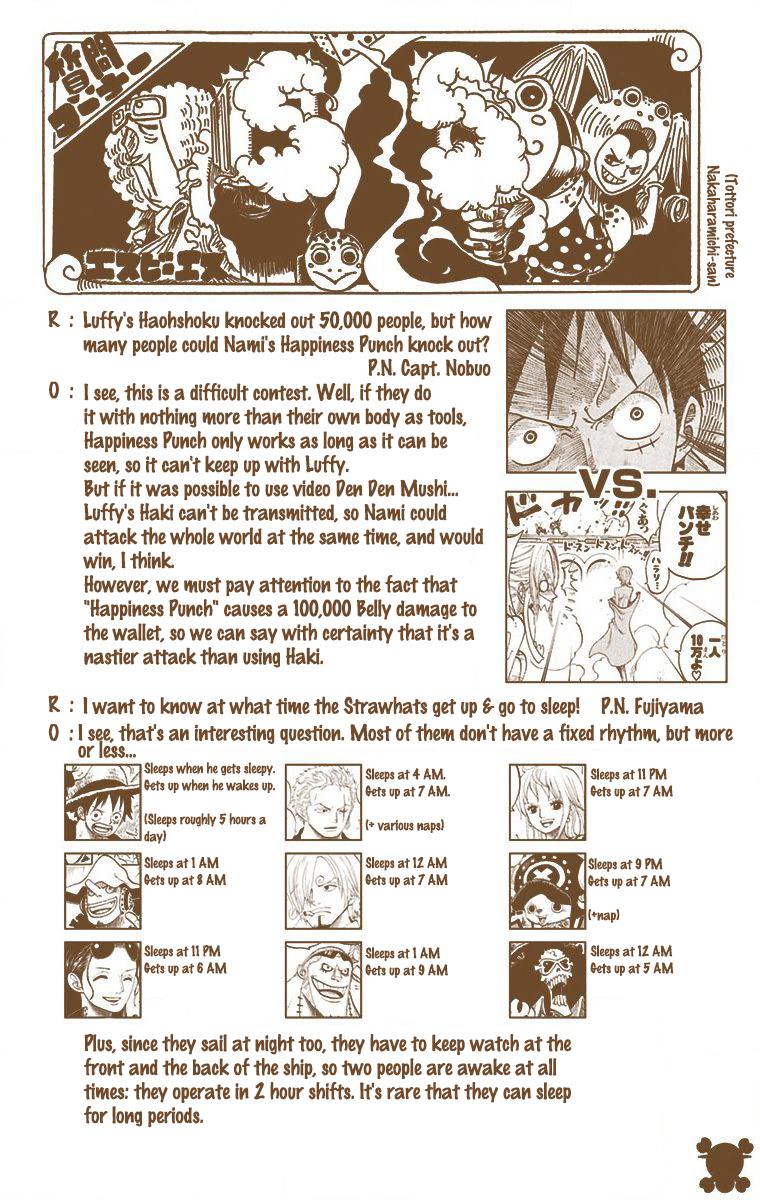 質問
コーナー
エスビーエス
(Tottori prefecture
Nakaharamichi-san)
R : Luffy's Haohshoku knocked out 50,000 people, but how
many people could Nami's Happiness Punch knock out?
P.N. Capt. Nobuo
O : I see, this is a difficult contest. Well, if they do
it with nothing more than their own body as tools,
Happiness Punch only works as long as it can be
seen, so it can't keep up with Luffy.
But if it was possible to use video Den Den Mushi...
Luffy's Haki can't be transmitted, so Nami could
attack the whole world at the same time, and would
win, I think.
However, we must pay attention to the fact that
"Happiness Punch" causes a 100,000 Belly damage to
the wallet, so we can say with certainty that it's a
nastier attack than using Haki.
VS.
幸せ
パンチ!!
ハラリ…
一人
10万よ♡
R : I want to know at what time the Strawhats get up & go to sleep! P.N. Fujiyama
O : I see, that's an interesting question. Most of them don't have a fixed rhythm, but more
or less...
Sleeps when he gets sleepy.
Gets up when he wakes up.
(Sleeps roughly 5 hours a
day)
Sleeps at 4 AM.
Gets up at 7 AM.
(+ various naps)
Sleeps at 11 PM
Gets up at 7 AM
Sleeps at 1 AM
Gets up at 8 AM
Sleeps at 12 AM
Gets up at 7 AM
Sleeps at 9 PM
Gets up at 7 AM
(+nap)
Sleeps at 11 PM
Gets up at 6 AM
Sleeps at 1 AM
Gets up at 9 AM
Sleeps at 12 AM
Gets up at 5 AM
Plus, since they sail at night too, they have to keep watch at the
front and the back of the ship, so two people are awake at all
times: they operate in 2 hour shifts. It's rare that they can sleep
for long periods.